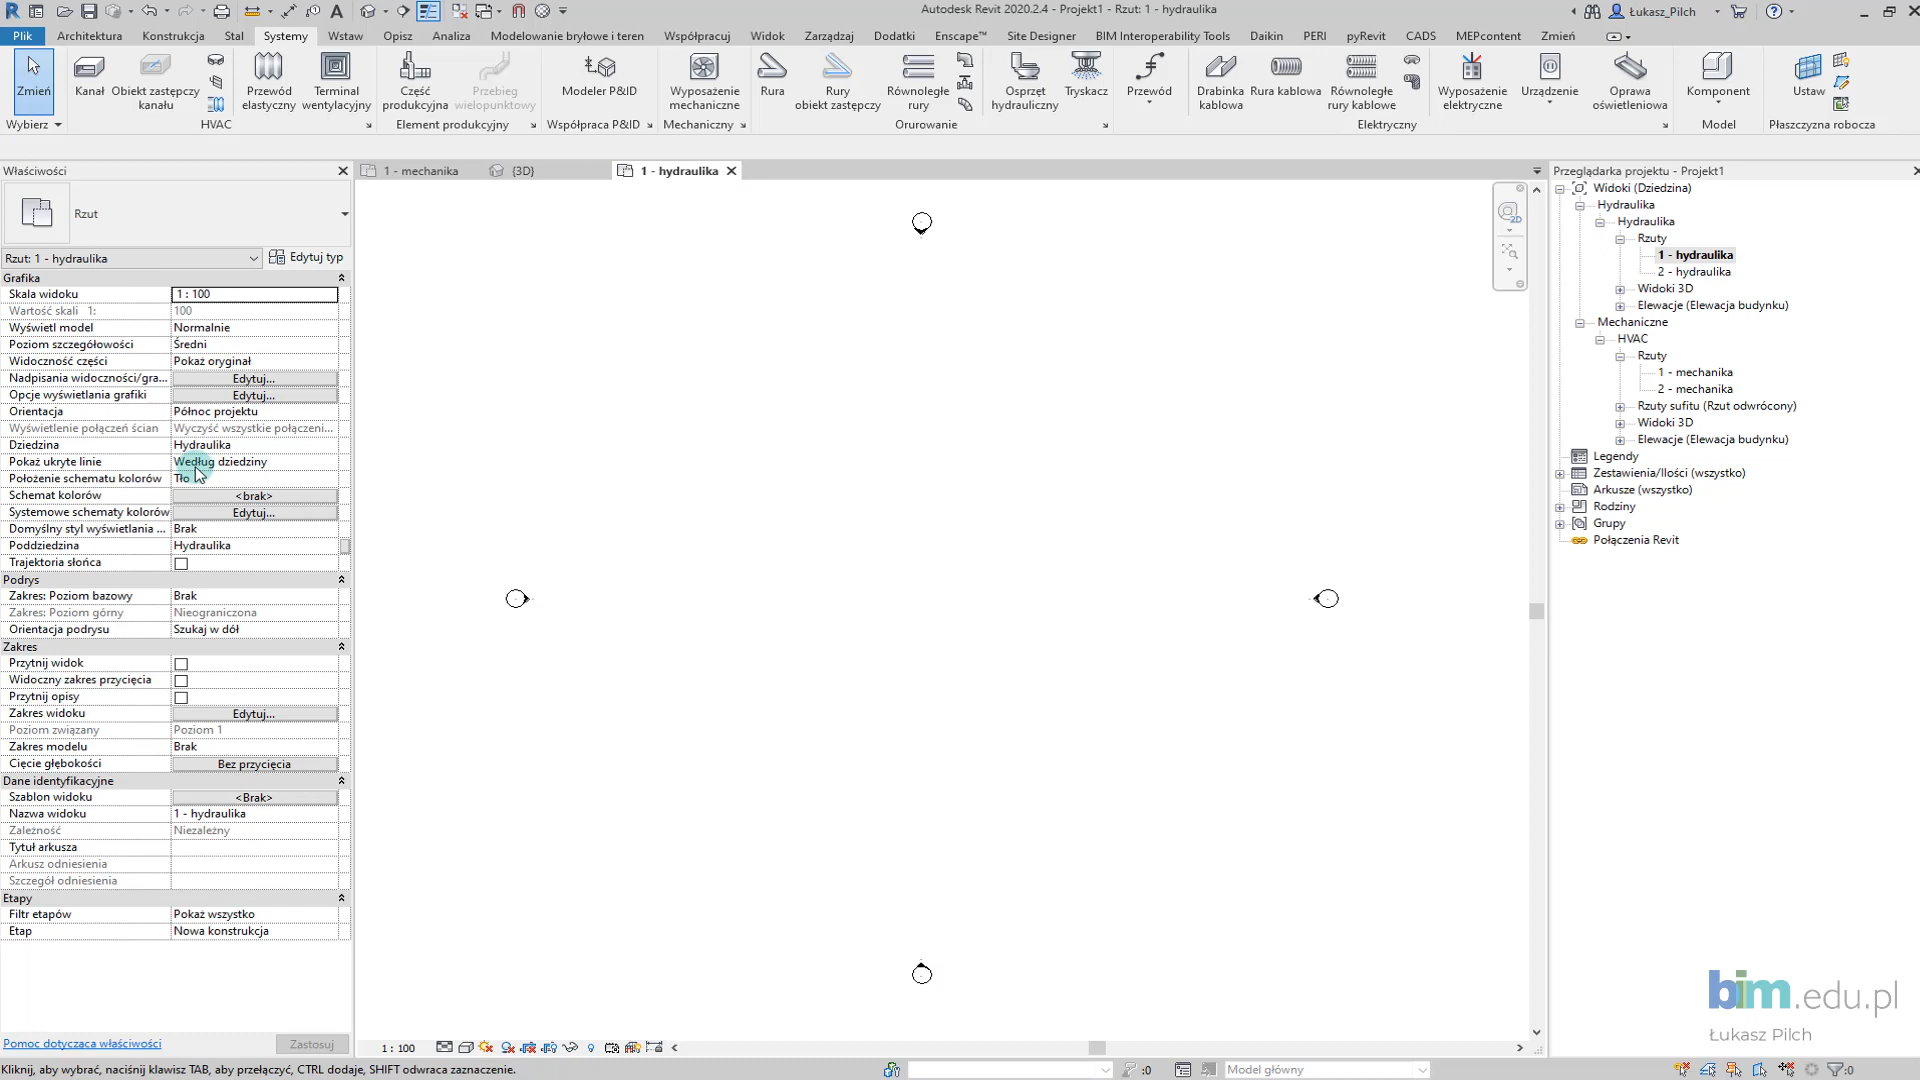 Autodesk Revit 2020.2.4 - Projekt1 - Rzut: 1 - hydraulika
Łukasz_Pilch
Plik Architektura Konstrukcja Stal Systemy Wstaw Opisz Analiza Modelowanie bryłowe i teren Współpracuj Widok Zarządzaj Dodatki Enscape™ Site Designer BIM Interoperability Tools Daikin PERI pyRevit CADS MEPcontent Zmień
Zmień
Kanał
Obiekt zastępczy kanału
Przewód elastyczny
Terminal wentylacyjny
Część produkcyjna
Przebieg wielopunktowy
Modeler P&ID
Wyposażenie mechaniczne
Rura
Rury obiekt zastępczy
Równoległe rury
Osprzęt hydrauliczny
Tryskacz
Przewód
Drabinka kablowa
Rura kablowa
Równoległe rury kablowe
Wyposażenie elektryczne
Urządzenie
Oprawa oświetleniowa
Komponent
Ustaw
Wybierz HVAC Element produkcyjny Współpraca P&ID Mechaniczny Orurowanie Elektryczny Model Płaszczyzna robocza
Właściwości
1 - mechanika {3D} 1 - hydraulika
Rzut
Rzut: 1 - hydraulika Edytuj typ
Grafika
Skala widoku 1 : 100
Wartość skali 1: 100
Wyświetl model Normalnie
Poziom szczegółowości Średni
Widoczność części Pokaż oryginał
Nadpisania widoczności/gra... Edytuj...
Opcje wyświetlania grafiki Edytuj...
Orientacja Północ projektu
Wyświetlenie połączeń ścian Wyczyść wszystkie połączeni...
Dziedzina Hydraulika
Pokaż ukryte linie Według dziedziny
Położenie schematu kolorów Tło
Schemat kolorów <brak>
Systemowe schematy kolorów Edytuj...
Domyślny styl wyświetlania ... Brak
Poddziedzina Hydraulika
Trajektoria słońca
Podrys
Zakres: Poziom bazowy Brak
Zakres: Poziom górny Nieograniczona
Orientacja podrysu Szukaj w dół
Zakres
Przytnij widok
Widoczny zakres przycięcia
Przytnij opisy
Zakres widoku Edytuj...
Poziom związany Poziom 1
Zakres modelu Brak
Cięcie głębokości Bez przycięcia
Dane identyfikacyjne
Szablon widoku <Brak>
Nazwa widoku 1 - hydraulika
Zależność Niezależny
Tytuł arkusza
Arkusz odniesienia
Szczegół odniesienia
Etapy
Filtr etapów Pokaż wszystko
Etap Nowa konstrukcja
Pomoc dotycząca właściwości Zastosuj
2D
Przeglądarka projektu - Projekt1
Widoki (Dziedzina)
Hydraulika
Hydraulika
Rzuty
1 - hydraulika
2 - hydraulika
Widoki 3D
Elewacje (Elewacja budynku)
Mechaniczne
HVAC
Rzuty
1 - mechanika
2 - mechanika
Rzuty sufitu (Rzut odwrócony)
Widoki 3D
Elewacje (Elewacja budynku)
Legendy
Zestawienia/Ilości (wszystko)
Arkusze (wszystko)
Rodziny
Grupy
Połączenia Revit
bim.edu.pl
Łukasz Pilch
1 : 100
Kliknij, aby wybrać, naciśnij klawisz TAB, aby przełączyć, CTRL dodaje, SHIFT odwraca zaznaczenie.
:0 Model główny :0